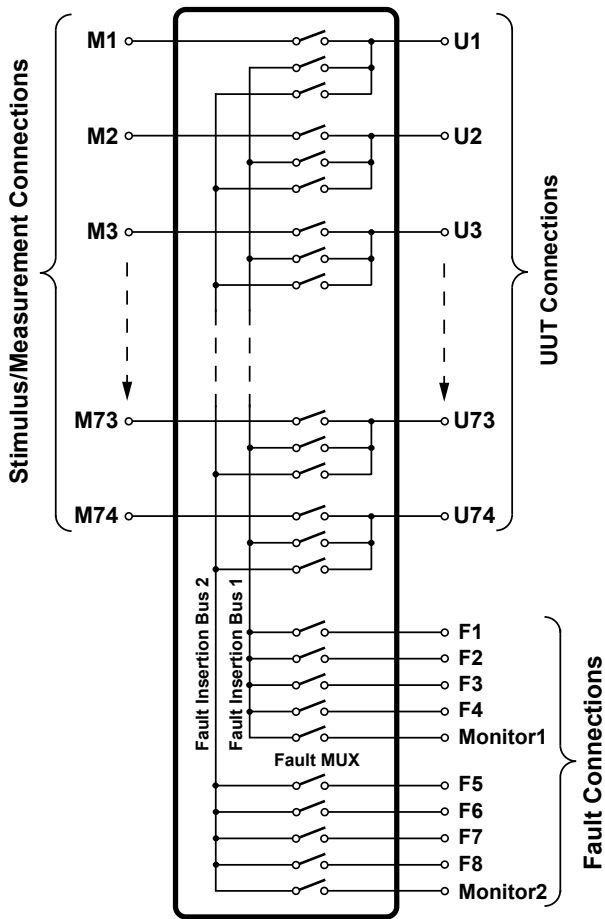 M1
U1
M2
U2
M3
U3
Stimulus/Measurement Connections
UUT Connections
M73
U73
M74
U74
Fault Insertion Bus 2
Fault Insertion Bus 1
F1
F2
F3
F4
Monitor1
Fault MUX
F5
F6
F7
F8
Monitor2
Fault Connections